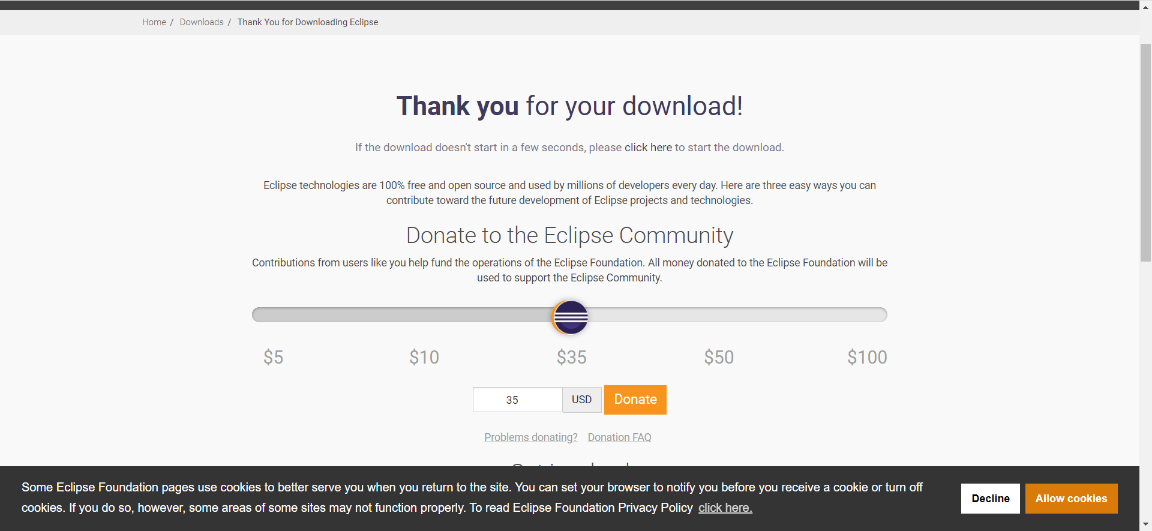 Home / Downloads / Thank You for Downloading Eclipse
Thank you for your download!
If the download doesn't start in a few seconds, please click here to start the download.
Eclipse technologies are 100% free and open source and used by millions of developers every day. Here are three easy ways you can
contribute toward the future development of Eclipse projects and technologies.
Donate to the Eclipse Community
Contributions from users like you help fund the operations of the Eclipse Foundation. All money donated to the Eclipse Foundation will be
used to support the Eclipse Community.
$5 $10 $35 $50 $100
35 USD Donate
Problems donating? Donation FAQ
Some Eclipse Foundation pages use cookies to better serve you when you return to the site. You can set your browser to notify you before you receive a cookie or turn off
cookies. If you do so, however, some areas of some sites may not function properly. To read Eclipse Foundation Privacy Policy click here.
Decline Allow cookies